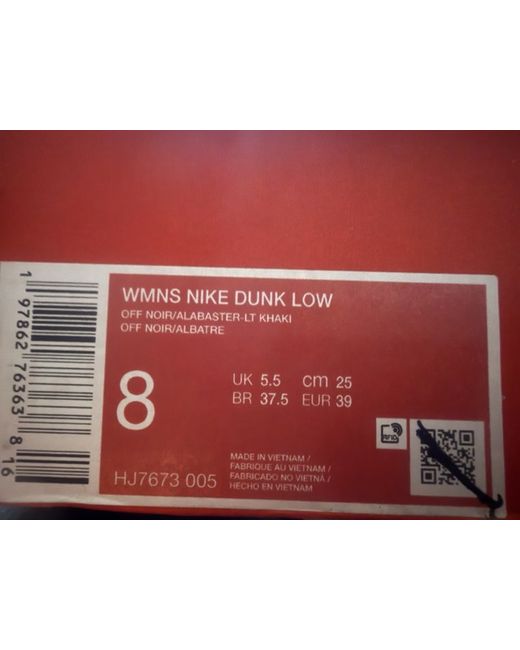 WMNS NIKE DUNK LOW
OFF NOIR/ALABASTER-LT KHAKI
OFF NOIR/ALBATRE
8
UK 5.5 cm 25
BR 37.5 EUR 39
RFID
MADE IN VIETNAM /
FABRIQUE AU VIETNAM /
FABRICADO NO VIETNÃ /
HECHO EN VIETNAM
HJ7673 005
1 97862 76363 8 16